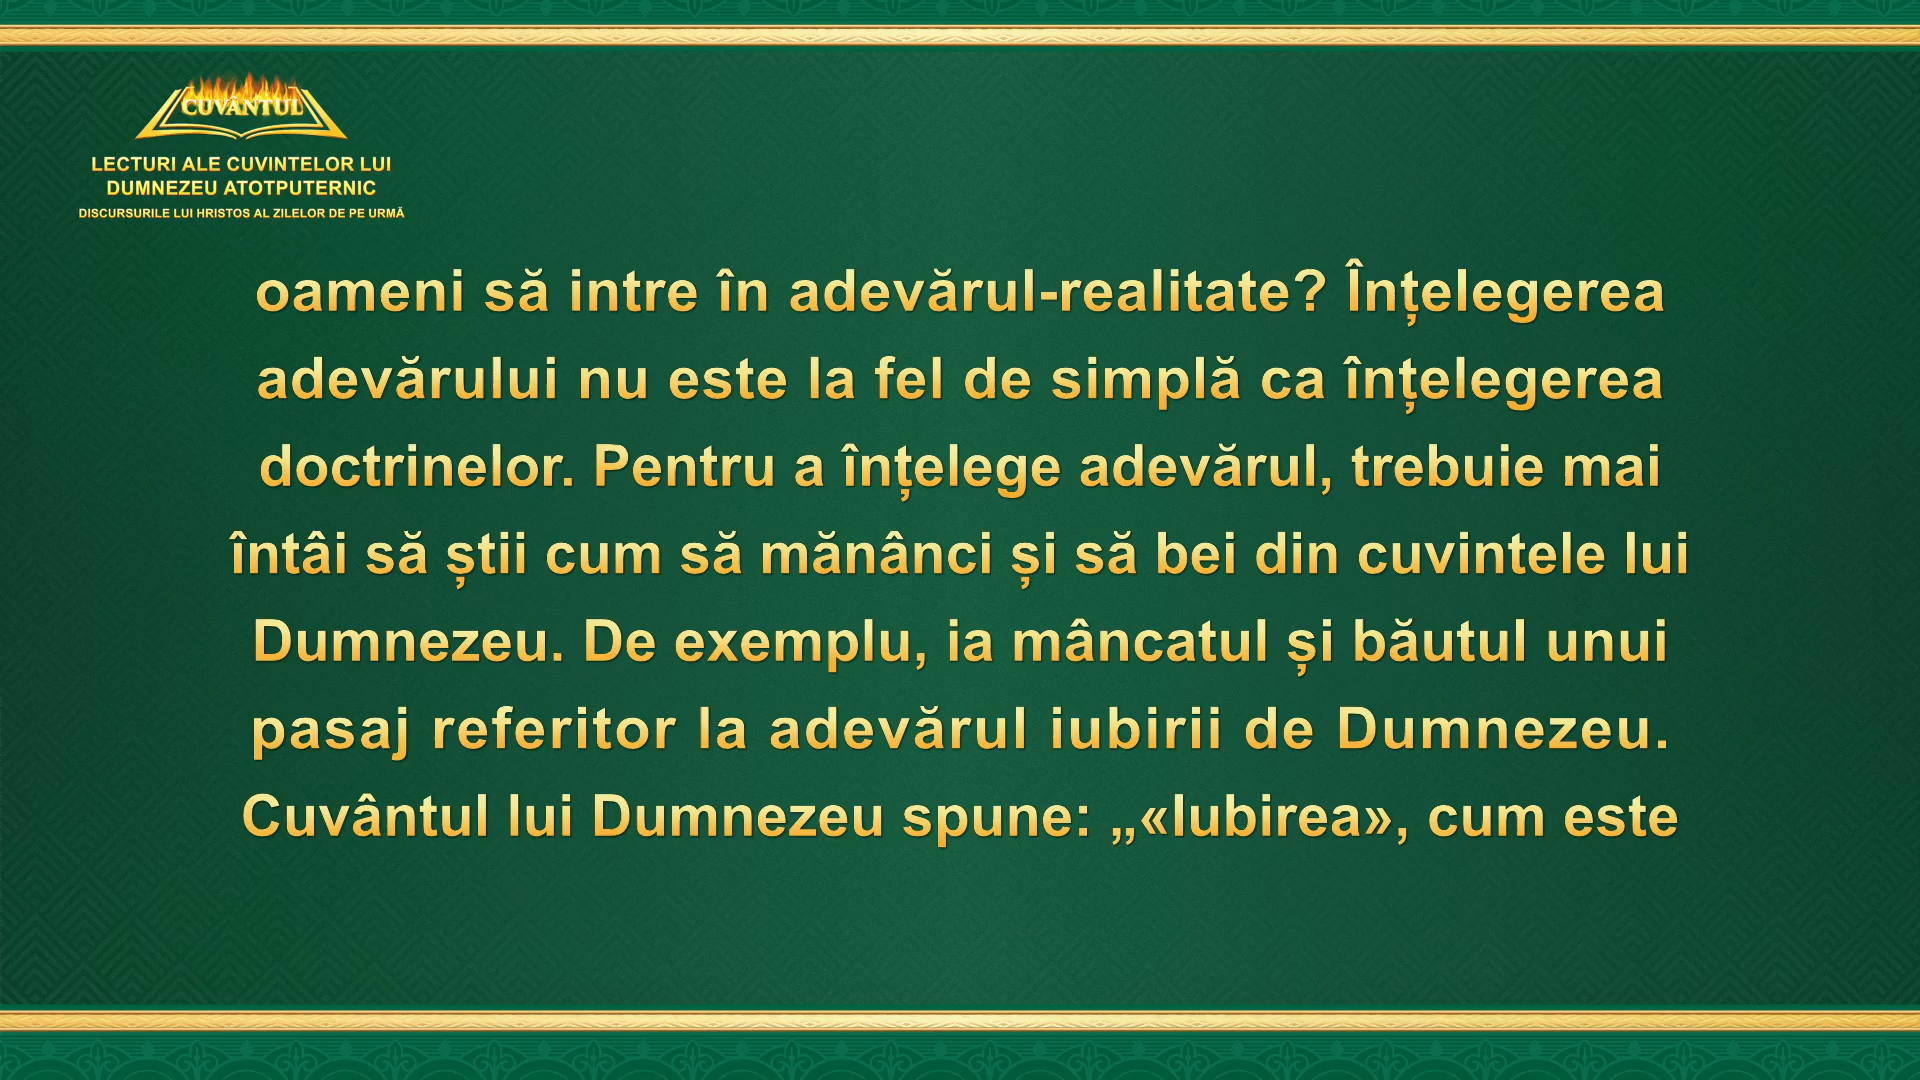 CUVÂNTUL
LECTURI ALE CUVINTELOR LUI
DUMNEZEU ATOTPUTERNIC
DISCURSURILE LUI HRISTOS AL ZILELOR DE PE URMĂ
oameni să intre în adevărul-realitate? Înțelegerea
adevărului nu este la fel de simplă ca înțelegerea
doctrinelor. Pentru a înțelege adevărul, trebuie mai
întâi să știi cum să mănânci și să bei din cuvintele lui
Dumnezeu. De exemplu, ia mâncatul și băutul unui
pasaj referitor la adevărul iubirii de Dumnezeu.
Cuvântul lui Dumnezeu spune: „«Iubirea», cum este